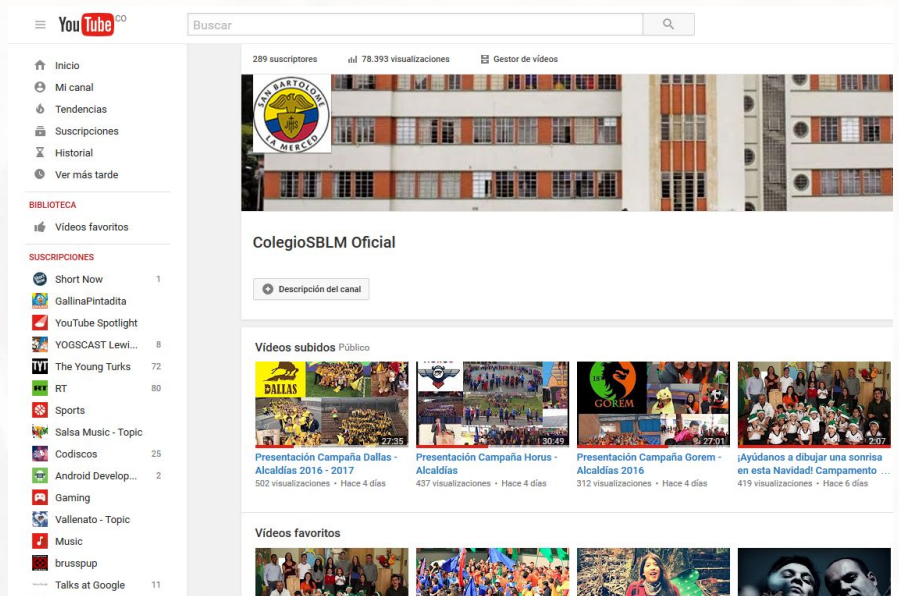 YouTube CO
Buscar
Inicio
Mi canal
Tendencias
Suscripciones
Historial
Ver más tarde
BIBLIOTECA
Vídeos favoritos
SUSCRIPCIONES
Short Now 1
GallinaPintadita
YouTube Spotlight
YOGSCAST Lewi... 8
The Young Turks 72
RT 80
Sports
Salsa Music - Topic
Codiscos 25
Android Develop... 2
Gaming
Vallenato - Topic
Music
brusspup
Talks at Google 11
289 suscriptores 78.393 visualizaciones Gestor de vídeos
SAN BARTOLOME
JHS
LA MERCED
ColegioSBLM Oficial
Descripción del canal
Vídeos subidos Público
DALLAS
27:35
Presentación Campaña Dallas -
Alcaldías 2016 - 2017
502 visualizaciones • Hace 4 días
30:49
Presentación Campaña Horus -
Alcaldías
437 visualizaciones • Hace 4 días
GOREM
27:01
Presentación Campaña Gorem -
Alcaldías 2016
312 visualizaciones • Hace 4 días
2:07
¡Ayúdanos a dibujar una sonrisa
en esta Navidad! Campamento ...
419 visualizaciones • Hace 6 días
Vídeos favoritos